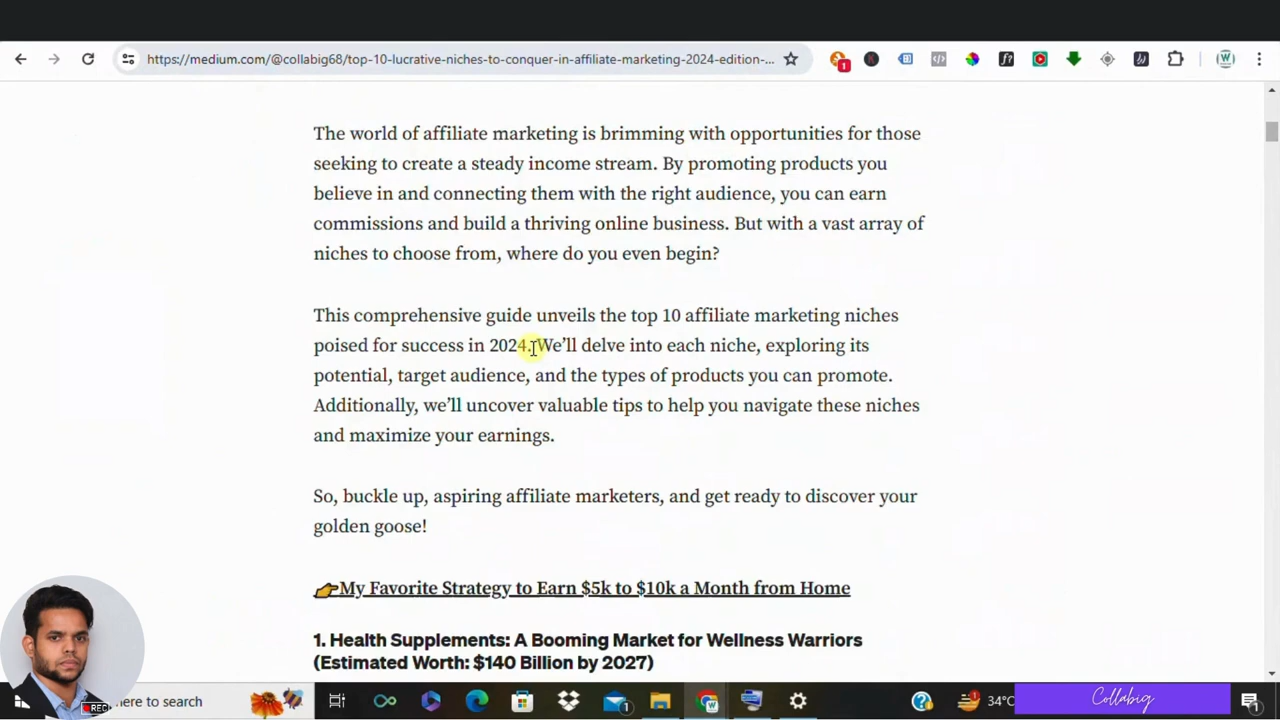 https://medium.com/@collabig68/top-10-lucrative-niches-to-conquer-in-affiliate-marketing-2024-edition-...
1
The world of affiliate marketing is brimming with opportunities for those
seeking to create a steady income stream. By promoting products you
believe in and connecting them with the right audience, you can earn
commissions and build a thriving online business. But with a vast array of
niches to choose from, where do you even begin?
This comprehensive guide unveils the top 10 affiliate marketing niches
poised for success in 2024. We’ll delve into each niche, exploring its
potential, target audience, and the types of products you can promote.
Additionally, we’ll uncover valuable tips to help you navigate these niches
and maximize your earnings.
So, buckle up, aspiring affiliate marketers, and get ready to discover your
golden goose!
👉My Favorite Strategy to Earn $5k to $10k a Month from Home
1. Health Supplements: A Booming Market for Wellness Warriors
(Estimated Worth: $140 Billion by 2027)
REC
here to search
1
34°C
Collabig
1